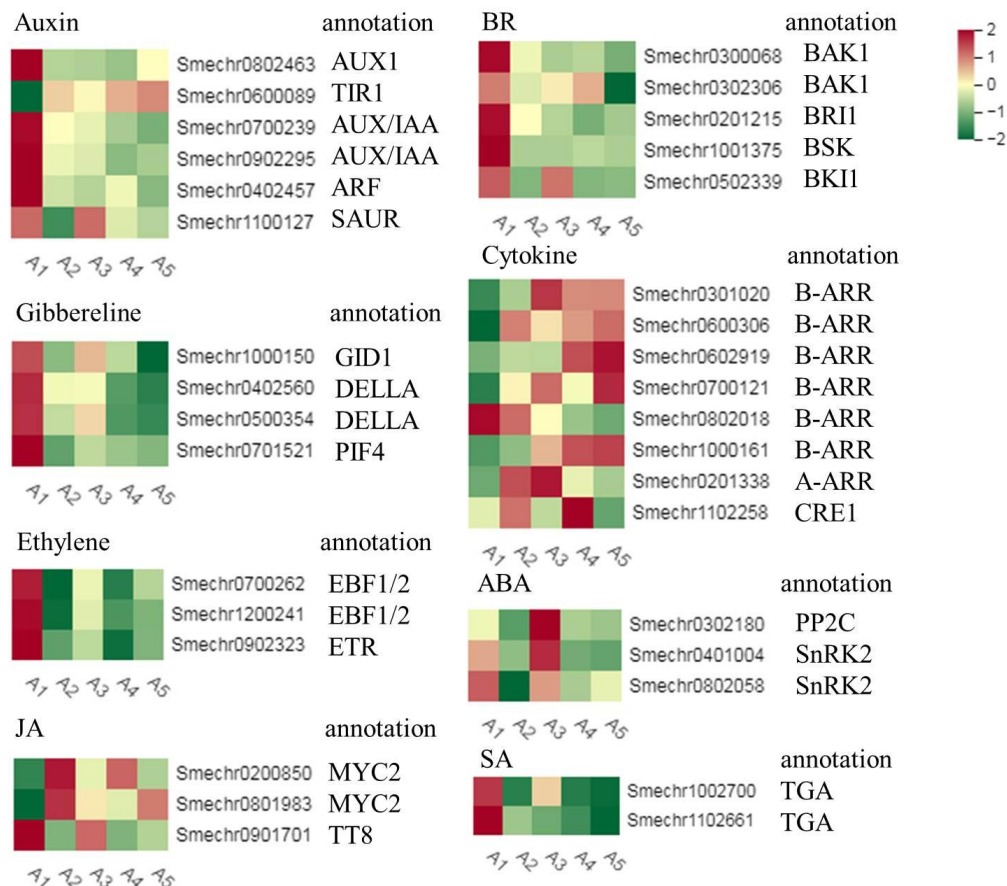 Auxin annotation
Smechr0802463 AUX1
Smechr0600089 TIR1
Smechr0700239 AUX/IAA
Smechr0902295 AUX/IAA
Smechr0402457 ARF
Smechr1100127 SAUR
A1 A2 A3 A4 A5
Gibbereline annotation
Smechr1000150 GID1
Smechr0402560 DELLA
Smechr0500354 DELLA
Smechr0701521 PIF4
A1 A2 A3 A4 A5
Ethylene annotation
Smechr0700262 EBF1/2
Smechr1200241 EBF1/2
Smechr0902323 ETR
A1 A2 A3 A4 A5
JA annotation
Smechr0200850 MYC2
Smechr0801983 MYC2
Smechr0901701 TT8
A1 A2 A3 A4 A5
BR annotation
Smechr0300068 BAK1
Smechr0302306 BAK1
Smechr0201215 BRI1
Smechr1001375 BSK
Smechr0502339 BKI1
A1 A2 A3 A4 A5
2
1
0
−1
−2
Cytokine annotation
Smechr0301020 B-ARR
Smechr0600306 B-ARR
Smechr0602919 B-ARR
Smechr0700121 B-ARR
Smechr0802018 B-ARR
Smechr1000161 B-ARR
Smechr0201338 A-ARR
Smechr1102258 CRE1
A1 A2 A3 A4 A5
ABA annotation
Smechr0302180 PP2C
Smechr0401004 SnRK2
Smechr0802058 SnRK2
A1 A2 A3 A4 A5
SA annotation
Smechr1002700 TGA
Smechr1102661 TGA
A1 A2 A3 A4 A5